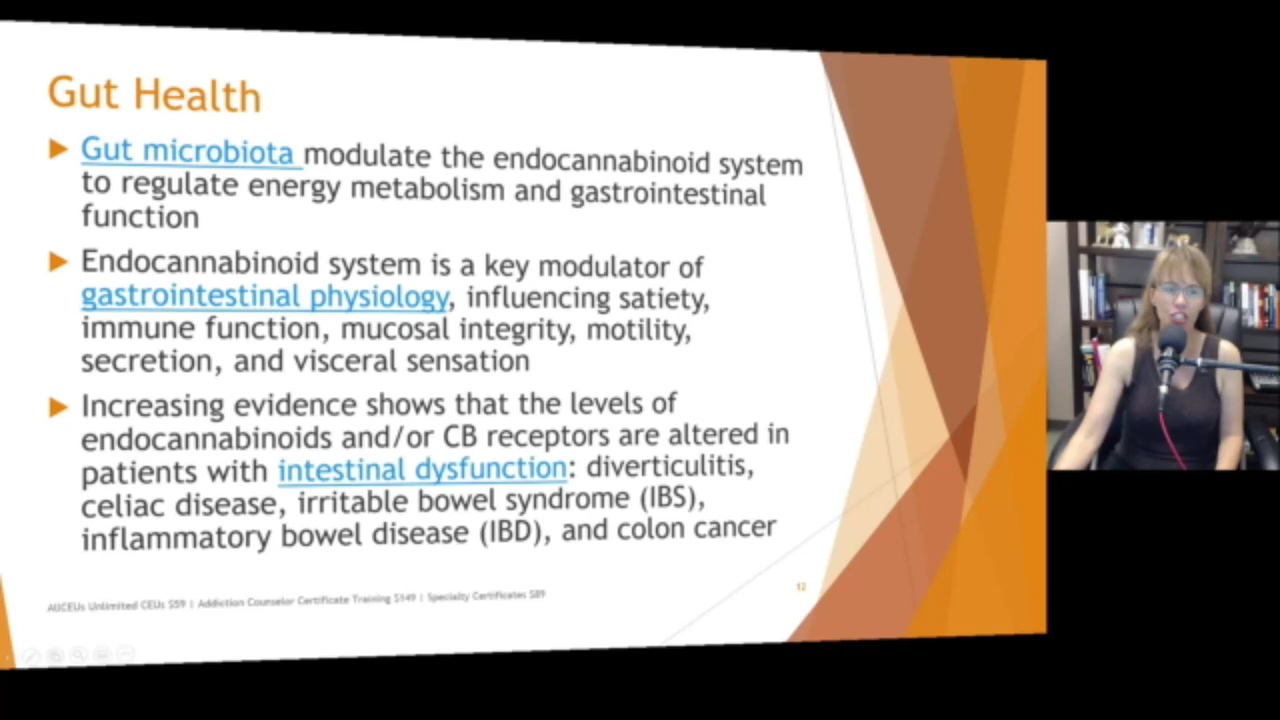 Gut Health
Gut microbiota modulate the endocannabinoid system
to regulate energy metabolism and gastrointestinal
function
Endocannabinoid system is a key modulator of
gastrointestinal physiology, influencing satiety,
immune function, mucosal integrity, motility,
secretion, and visceral sensation
Increasing evidence shows that the levels of
endocannabinoids and/or CB receptors are altered in
patients with intestinal dysfunction: diverticulitis,
celiac disease, irritable bowel syndrome (IBS),
inflammatory bowel disease (IBD), and colon cancer
AllCEUs Unlimited CEUs $59 | Addiction Counselor Certificate Training $149 | Specialty Certificates $89
12